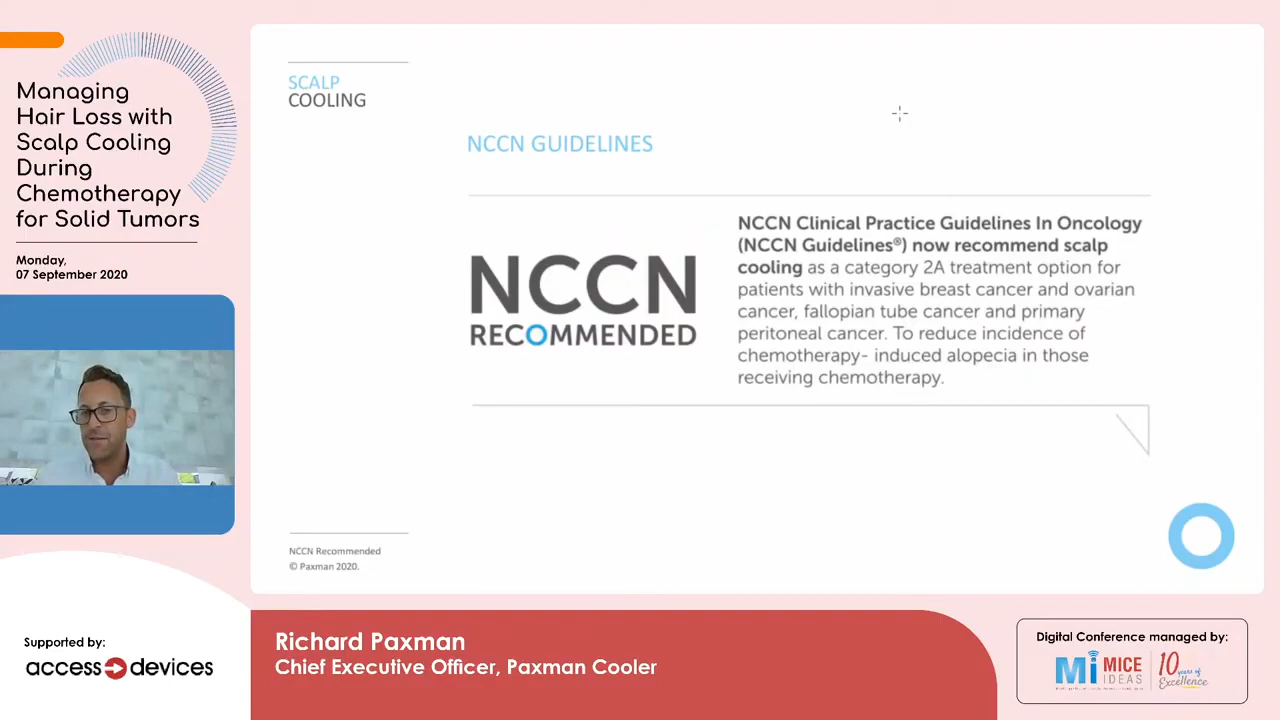 Managing
Hair Loss with
Scalp Cooling
During
Chemotherapy
for Solid Tumors
Monday,
07 September 2020
SCALP
COOLING
NCCN GUIDELINES
NCCN
RECOMMENDED
NCCN Clinical Practice Guidelines In Oncology
(NCCN Guidelines®) now recommend scalp
cooling as a category 2A treatment option for
patients with invasive breast cancer and ovarian
cancer, fallopian tube cancer and primary
peritoneal cancer. To reduce incidence of
chemotherapy- induced alopecia in those
receiving chemotherapy.
NCCN Recommended
© Paxman 2020.
Supported by:
access devices
Richard Paxman
Chief Executive Officer, Paxman Cooler
Digital Conference managed by:
Mi MICE
IDEAS
10 years of
Excellence